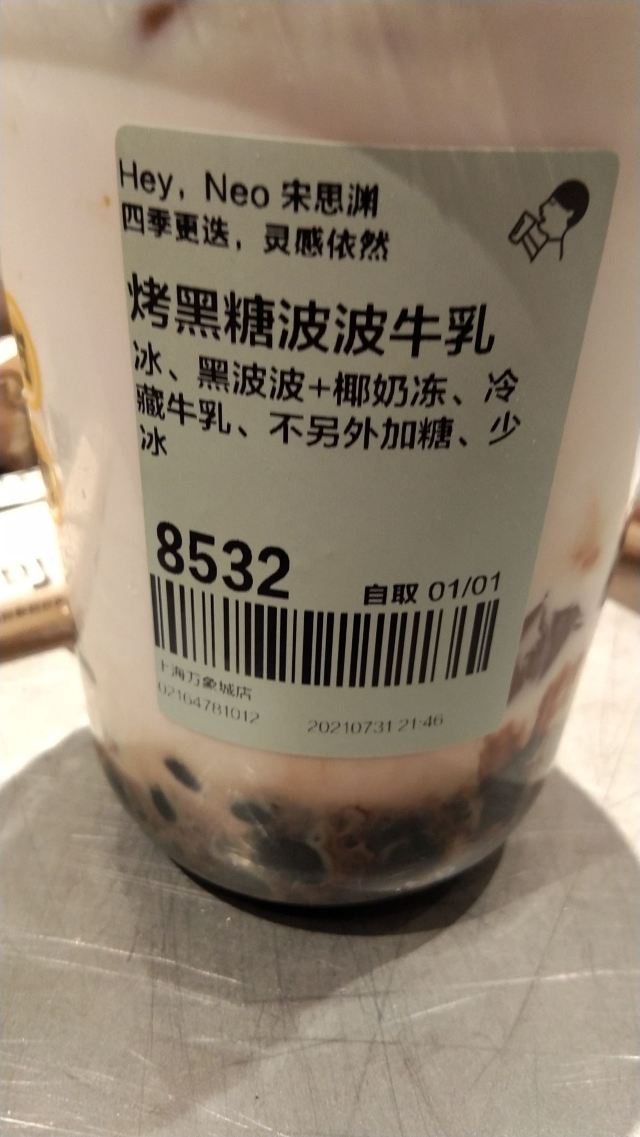 Hey, Neo 宋思渊
四季更迭，灵感依然
烤黑糖波波牛乳
冰、黑波波+椰奶冻、冷
藏牛乳、不另外加糖、少
冰
8532
自取 01/01
上海万象城店
02164781012
20210731 21:46